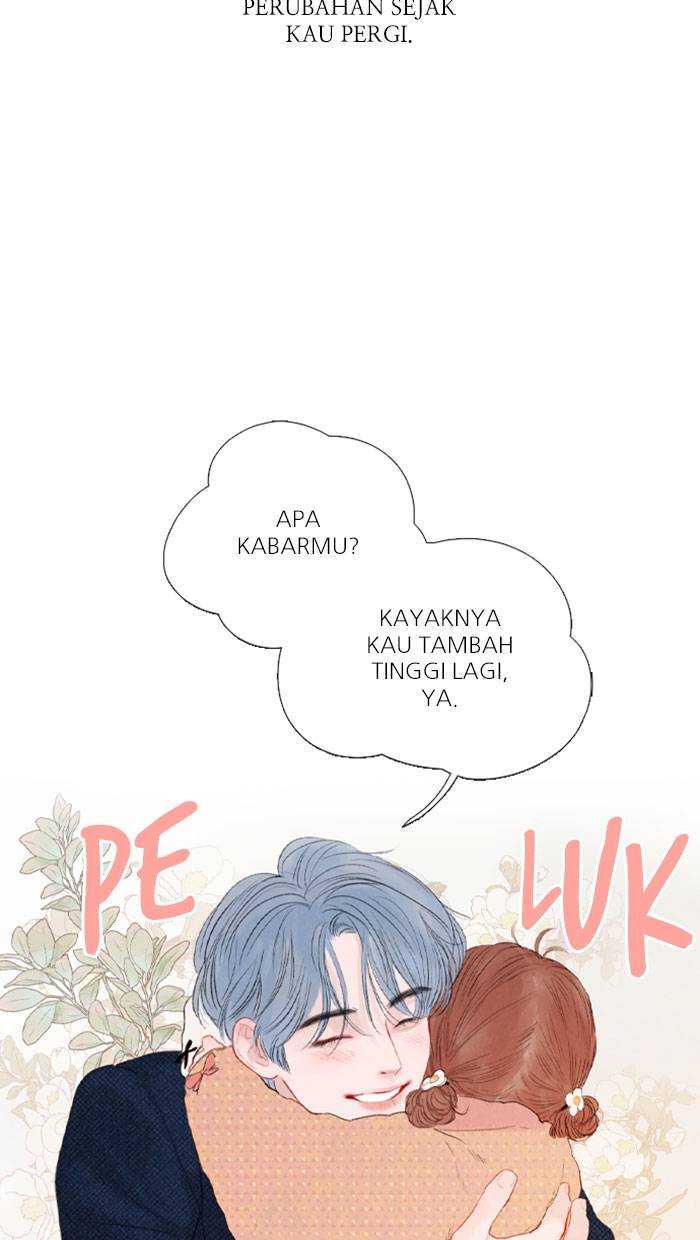 PERUBAHAN SEJAK
KAU PERGI.
APA
KABARMU?
KAYAKNYA
KAU TAMBAH
TINGGI LAGI,
YA.
PE LUK